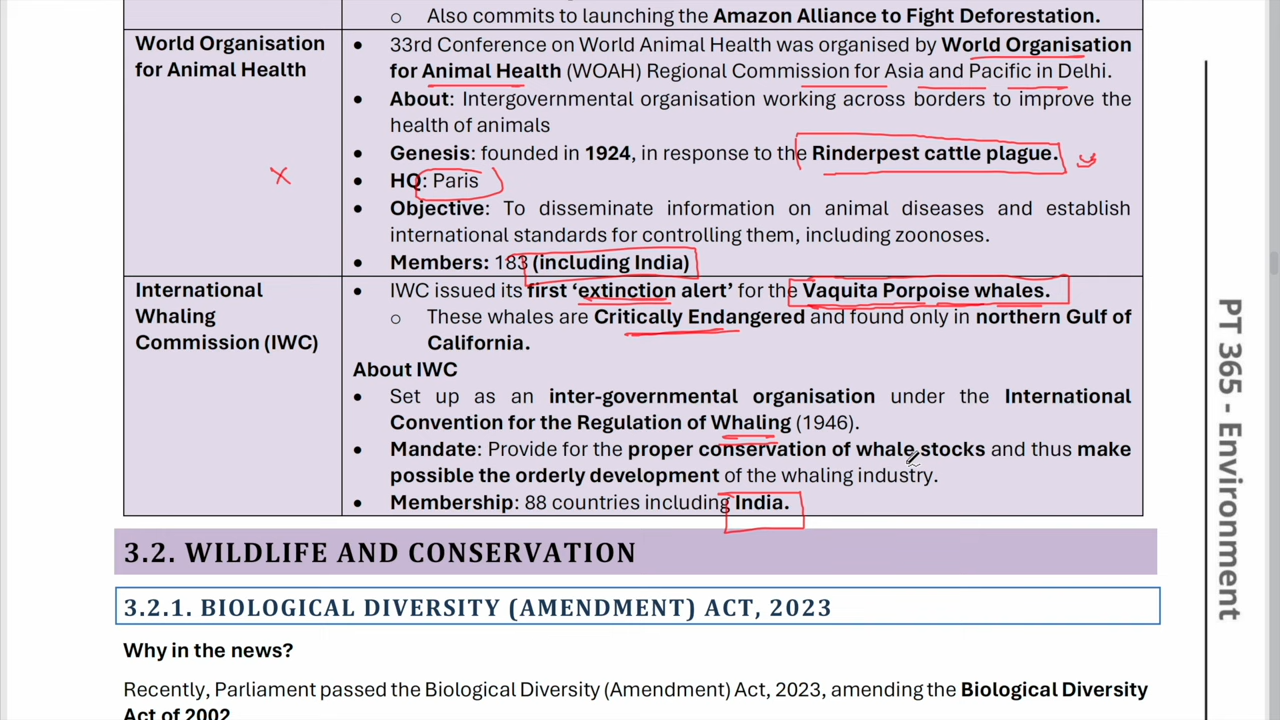 o Also commits to launching the Amazon Alliance to Fight Deforestation.
World Organisation
for Animal Health
• 33rd Conference on World Animal Health was organised by World Organisation
for Animal Health (WOAH) Regional Commission for Asia and Pacific in Delhi.
• About: Intergovernmental organisation working across borders to improve the
health of animals
• Genesis: founded in 1924, in response to the Rinderpest cattle plague.
• HQ: Paris
• Objective: To disseminate information on animal diseases and establish
international standards for controlling them, including zoonoses.
• Members: 183 (including India)
International
Whaling
Commission (IWC)
• IWC issued its first ‘extinction alert’ for the Vaquita Porpoise whales.
o These whales are Critically Endangered and found only in northern Gulf of
California.
About IWC
• Set up as an inter-governmental organisation under the International
Convention for the Regulation of Whaling (1946).
• Mandate: Provide for the proper conservation of whale stocks and thus make
possible the orderly development of the whaling industry.
• Membership: 88 countries including India.
3.2. WILDLIFE AND CONSERVATION
3.2.1. BIOLOGICAL DIVERSITY (AMENDMENT) ACT, 2023
Why in the news?
Recently, Parliament passed the Biological Diversity (Amendment) Act, 2023, amending the Biological Diversity
Act of 2002
PT 365 - Environment